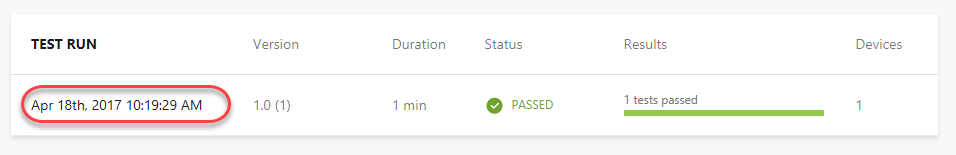 TEST RUN Version Duration Status Results Devices
Apr 18th, 2017 10:19:29 AM 1.0 (1) 1 min PASSED 1 tests passed 1